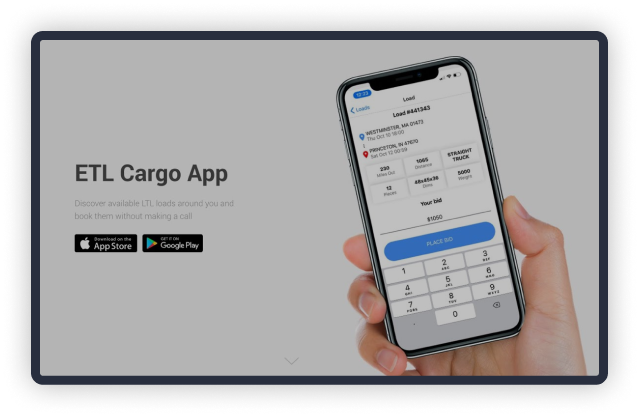 ETL Cargo App
Discover available LTL loads around you and
book them without making a call
Download on the
App Store
GET IT ON
Google Play
Loads
Load
Load #441343
WESTMINSTER, MA 01473
Thu Oct 10 18:00
PRINCETON, IN 47670
Sat Oct 12 00:59
230
Miles Out
1065
Distance
STRAIGHT
TRUCK
12
Pieces
48x45x36
Dims
5000
Weight
Your bid
$1050
PLACE BID
1
2
ABC
3
DEF
4
GHI
5
JKL
6
MNO
7
PQRS
8
TUV
9
WXYZ
0